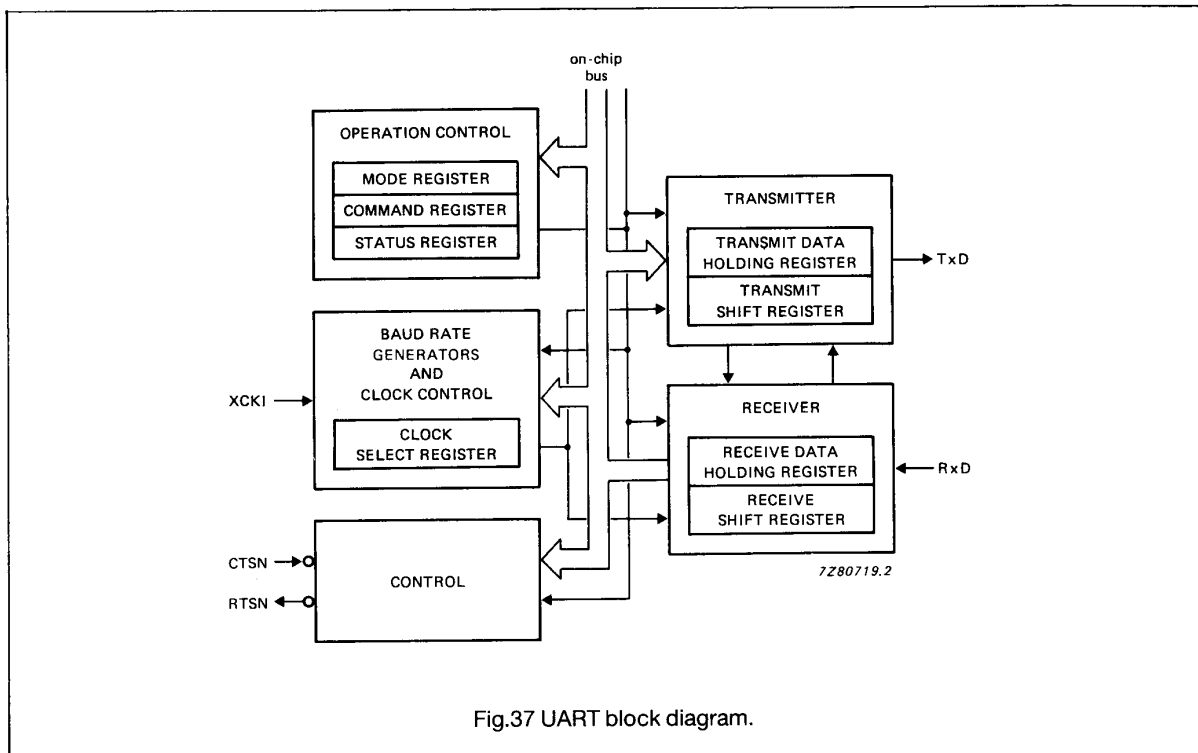 on-chip
bus
OPERATION CONTROL
MODE REGISTER
COMMAND REGISTER
STATUS REGISTER
TRANSMITTER
TRANSMIT DATA
HOLDING REGISTER
TRANSMIT
SHIFT REGISTER
TxD
BAUD RATE
GENERATORS
AND
CLOCK CONTROL
XCKI
CLOCK
SELECT REGISTER
RECEIVER
RECEIVE DATA
HOLDING REGISTER
RECEIVE
SHIFT REGISTER
RxD
7Z80719.2
CTSN
RTSN
CONTROL
Fig.37 UART block diagram.